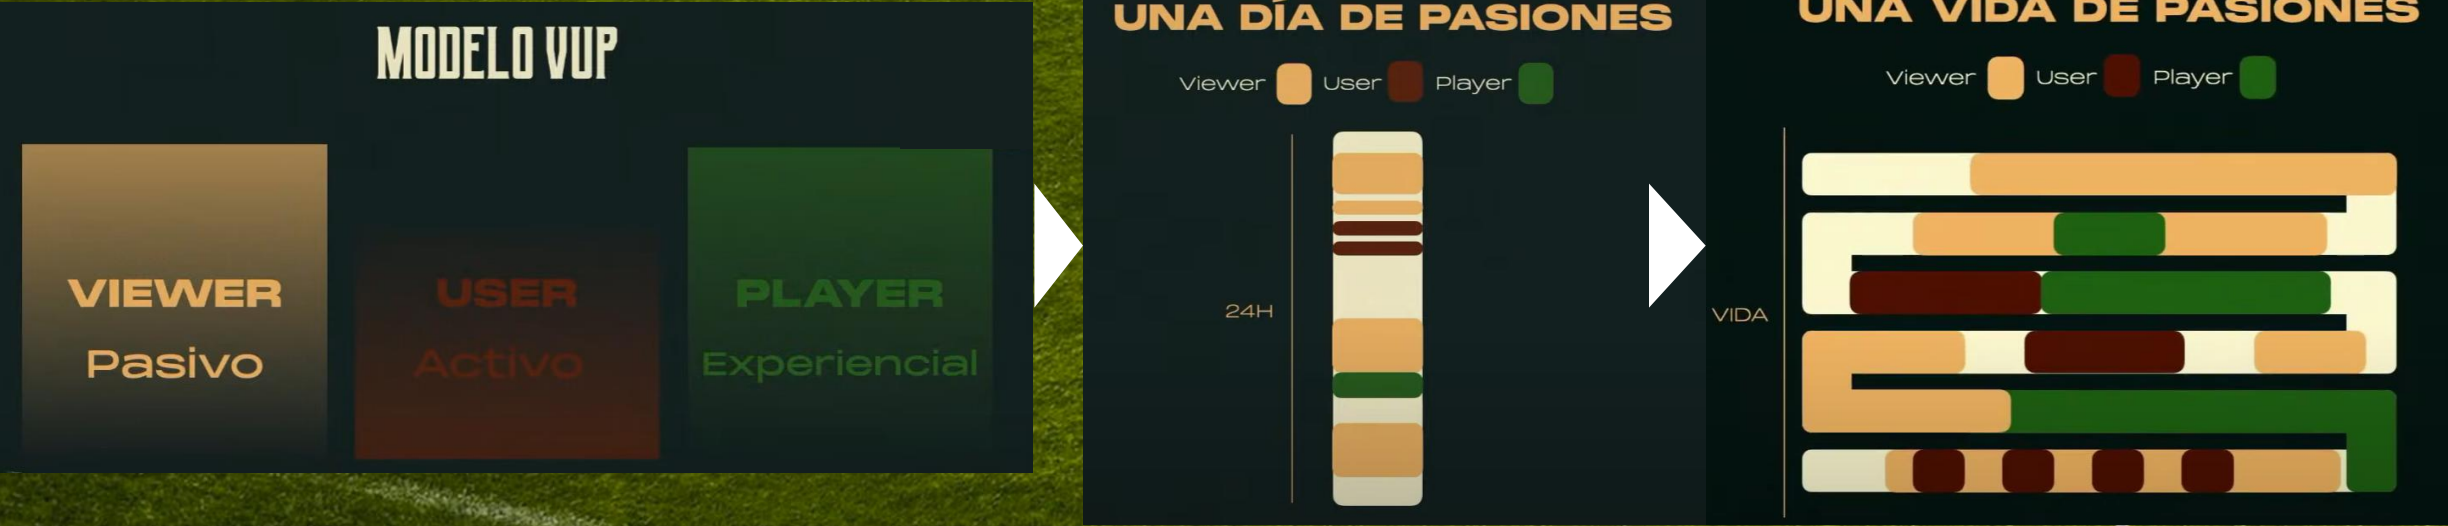 MODELO VUP
VIEWER
Pasivo
USER
Activo
PLAYER
Experiencial
UNA DÍA DE PASIONES
Viewer User Player
24H
UNA VIDA DE PASIONES
Viewer User Player
VIDA